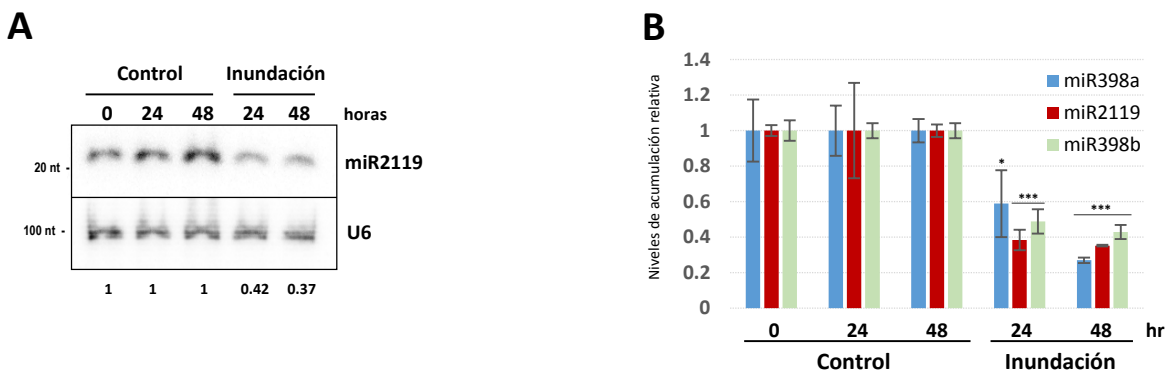 A
Control Inundación
0 24 48 24 48 horas
20 nt - miR2119
100 nt - U6
1 1 1 0.42 0.37
B
Niveles de acumulación relativa
1.4
1.2
1
0.8
0.6
0.4
0.2
0
miR398a
miR2119
miR398b
* *** ***
0 24 48 24 48 hr
Control Inundación